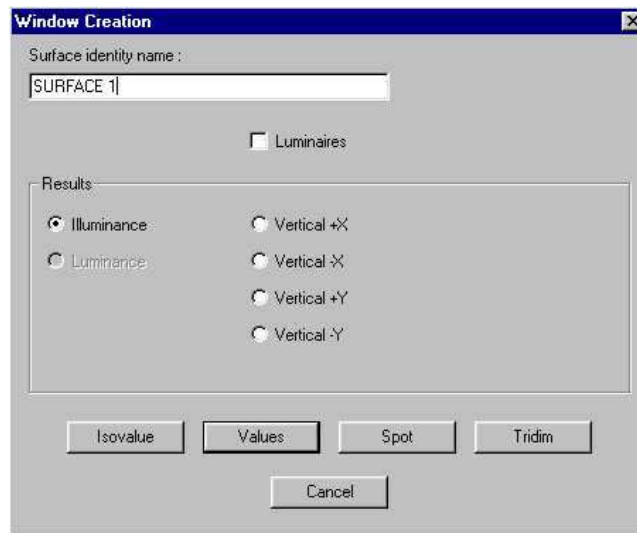 Window Creation
Surface identity name :
SURFACE 1
Luminaires
Results
Illuminance
Vertical +X
Luminance
Vertical -X
Vertical +Y
Vertical -Y
Isovalue
Values
Spot
Tridim
Cancel